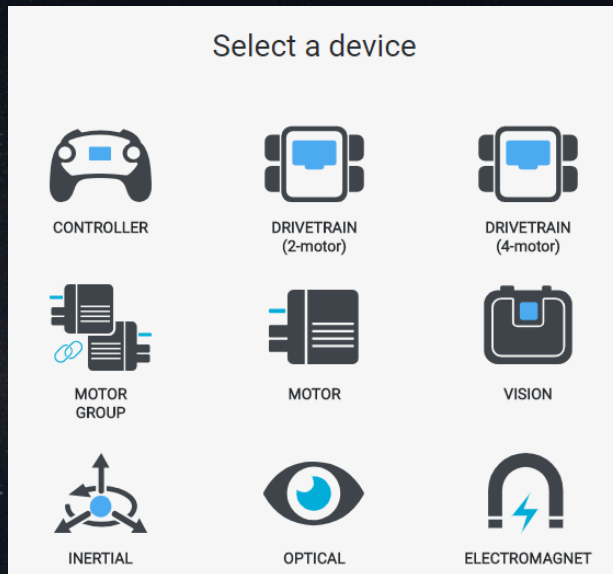 Select a device
CONTROLLER
DRIVETRAIN
(2-motor)
DRIVETRAIN
(4-motor)
MOTOR
GROUP
MOTOR
VISION
INERTIAL
OPTICAL
ELECTROMAGNET